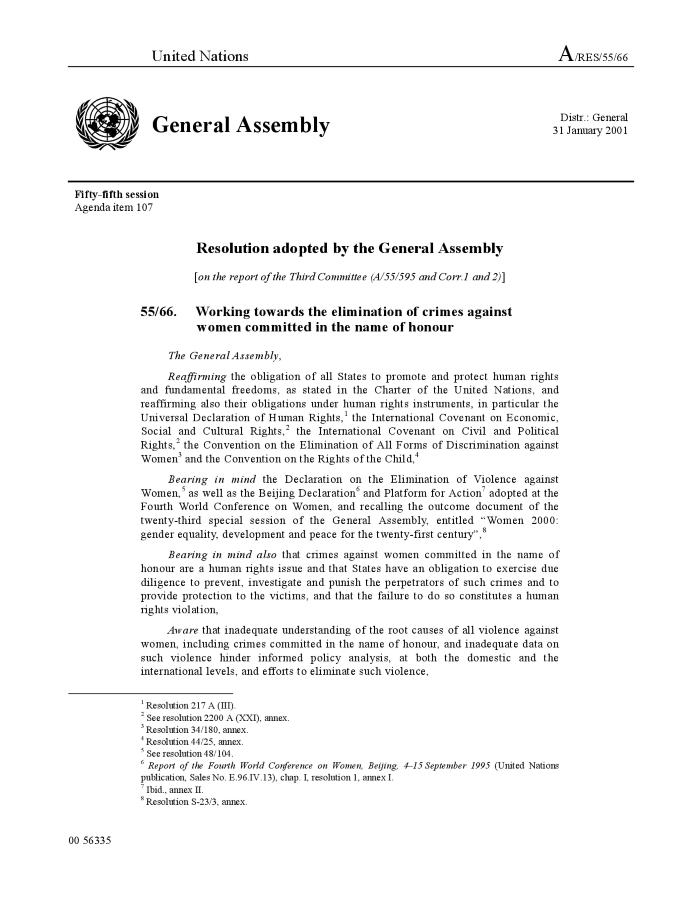 United Nations A/RES/55/66
General Assembly
Distr.: General
31 January 2001
Fifty-fifth session
Agenda item 107
Resolution adopted by the General Assembly
[on the report of the Third Committee (A/55/595 and Corr.1 and 2)]
55/66. Working towards the elimination of crimes against
women committed in the name of honour
The General Assembly,
Reaffirming the obligation of all States to promote and protect human rights
and fundamental freedoms, as stated in the Charter of the United Nations, and
reaffirming also their obligations under human rights instruments, in particular the
Universal Declaration of Human Rights,1 the International Covenant on Economic,
Social and Cultural Rights,2 the International Covenant on Civil and Political
Rights,2 the Convention on the Elimination of All Forms of Discrimination against
Women3 and the Convention on the Rights of the Child,4
Bearing in mind the Declaration on the Elimination of Violence against
Women,5 as well as the Beijing Declaration6 and Platform for Action7 adopted at the
Fourth World Conference on Women, and recalling the outcome document of the
twenty-third special session of the General Assembly, entitled “Women 2000:
gender equality, development and peace for the twenty-first century”,8
Bearing in mind also that crimes against women committed in the name of
honour are a human rights issue and that States have an obligation to exercise due
diligence to prevent, investigate and punish the perpetrators of such crimes and to
provide protection to the victims, and that the failure to do so constitutes a human
rights violation,
Aware that inadequate understanding of the root causes of all violence against
women, including crimes committed in the name of honour, and inadequate data on
such violence hinder informed policy analysis, at both the domestic and the
international levels, and efforts to eliminate such violence,
1 Resolution 217 A (III).
2 See resolution 2200 A (XXI), annex.
3 Resolution 34/180, annex.
4 Resolution 44/25, annex.
5 See resolution 48/104.
6 Report of the Fourth World Conference on Women, Beijing, 4–15 September 1995 (United Nations
publication, Sales No. E.96.IV.13), chap. I, resolution 1, annex I.
7 Ibid., annex II.
8 Resolution S-23/3, annex.
00 56335